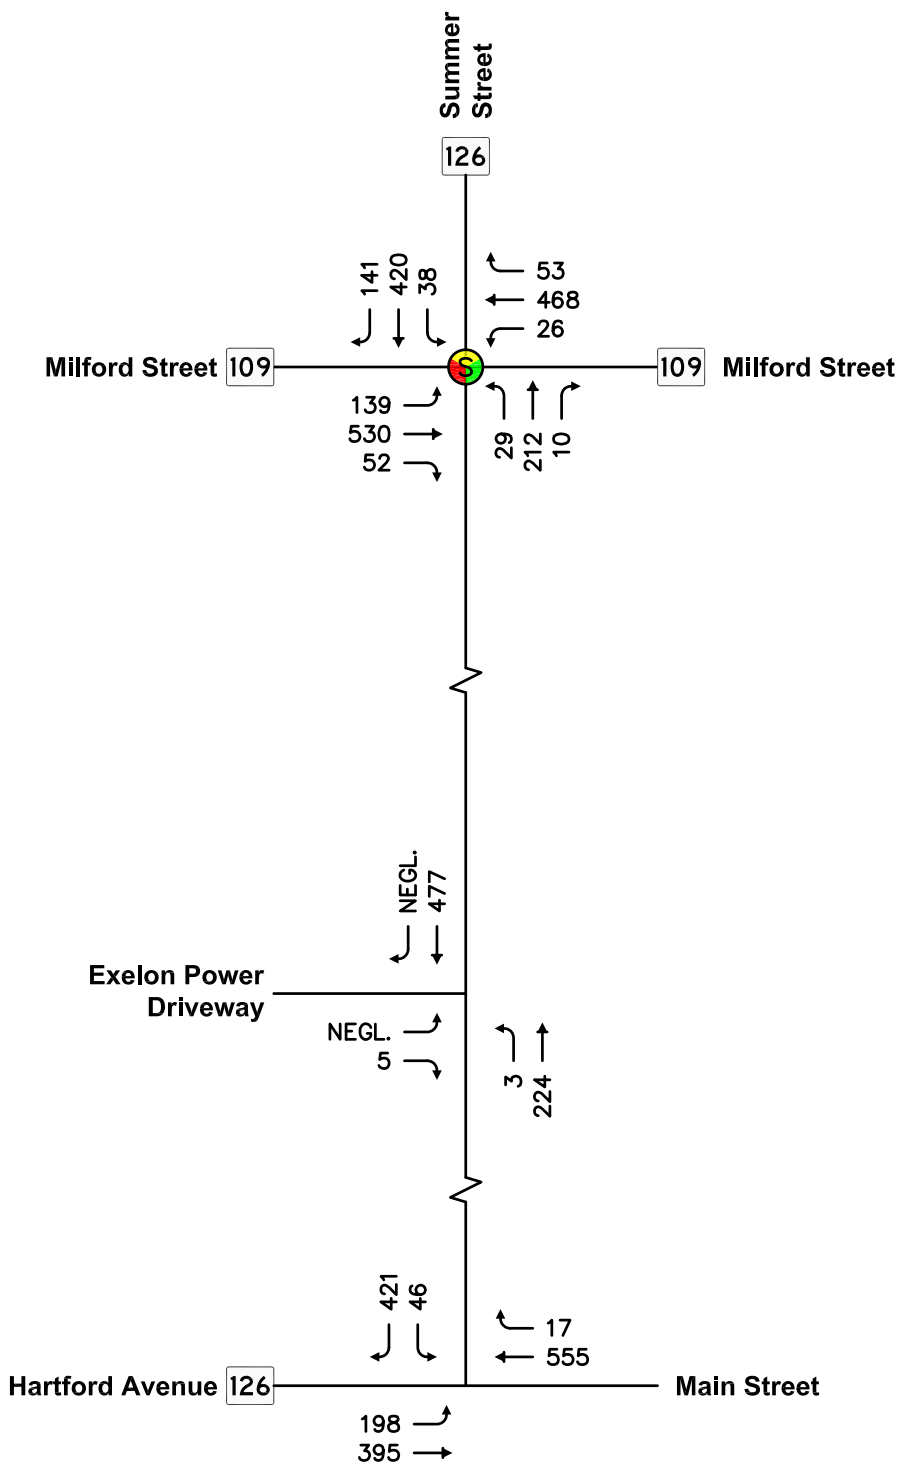 Summer
Street
126
141
420
38
53
468
26
Milford Street
109
S
109
Milford Street
139
530
52
29
212
10
NEGL.
477
Exelon Power
Driveway
NEGL.
5
3
224
421
46
17
555
Hartford Avenue
126
Main Street
198
395